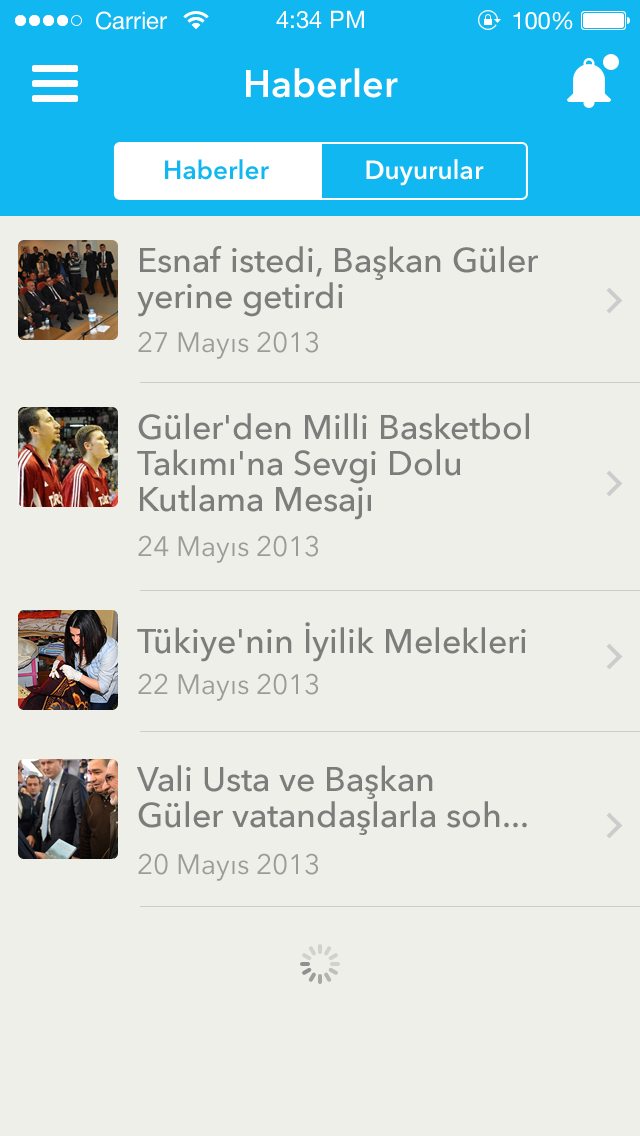 Carrier 4:34 PM 100%
Haberler
Haberler Duyurular
Esnaf istedi, Başkan Güler
yerine getirdi
27 Mayıs 2013
Güler'den Milli Basketbol
Takımı'na Sevgi Dolu
Kutlama Mesajı
24 Mayıs 2013
Tükiye'nin İyilik Melekleri
22 Mayıs 2013
Vali Usta ve Başkan
Güler vatandaşlarla soh...
20 Mayıs 2013